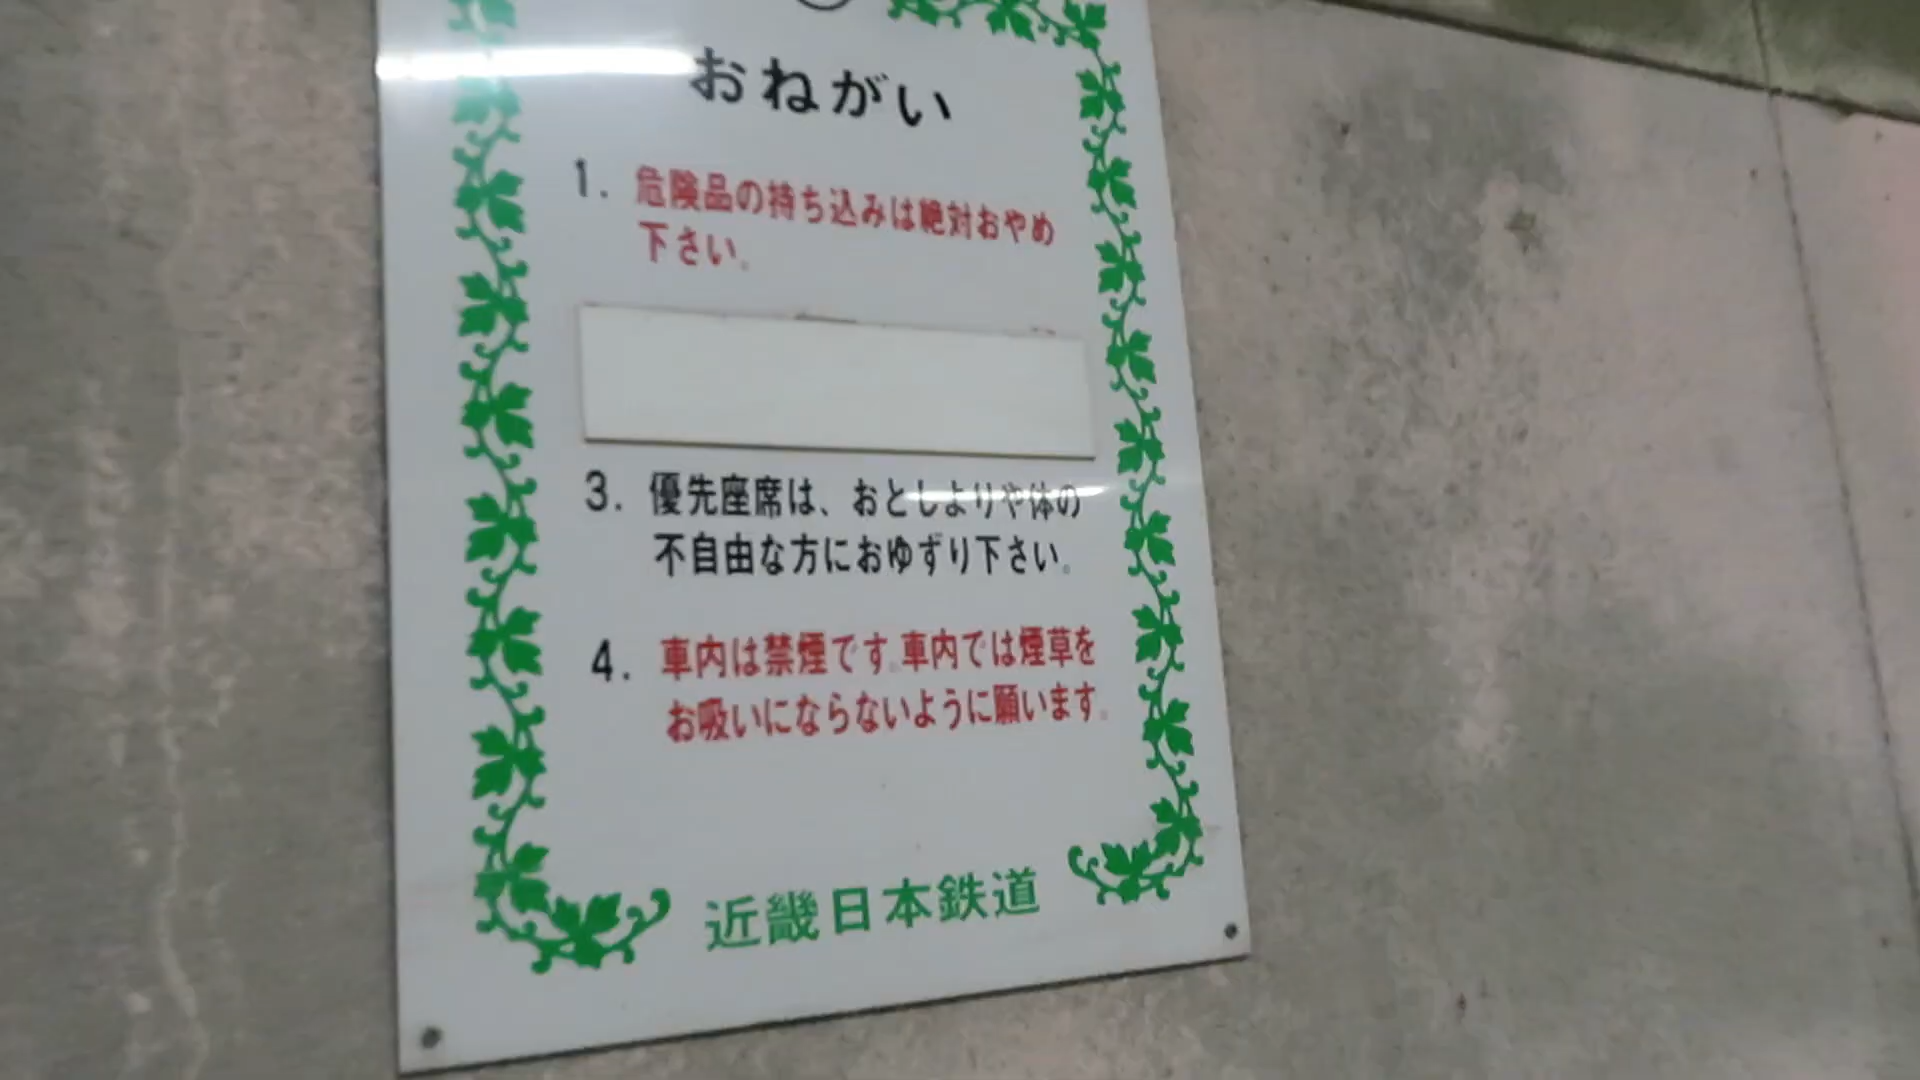 おねがい
1. 危険品の持ち込みは絶対おやめ
下さい。
3. 優先座席は、おとしよりや体の
不自由な方におゆずり下さい。
4. 車内は禁煙です。車内では煙草を
お吸いにならないように願います。
近畿日本鉄道